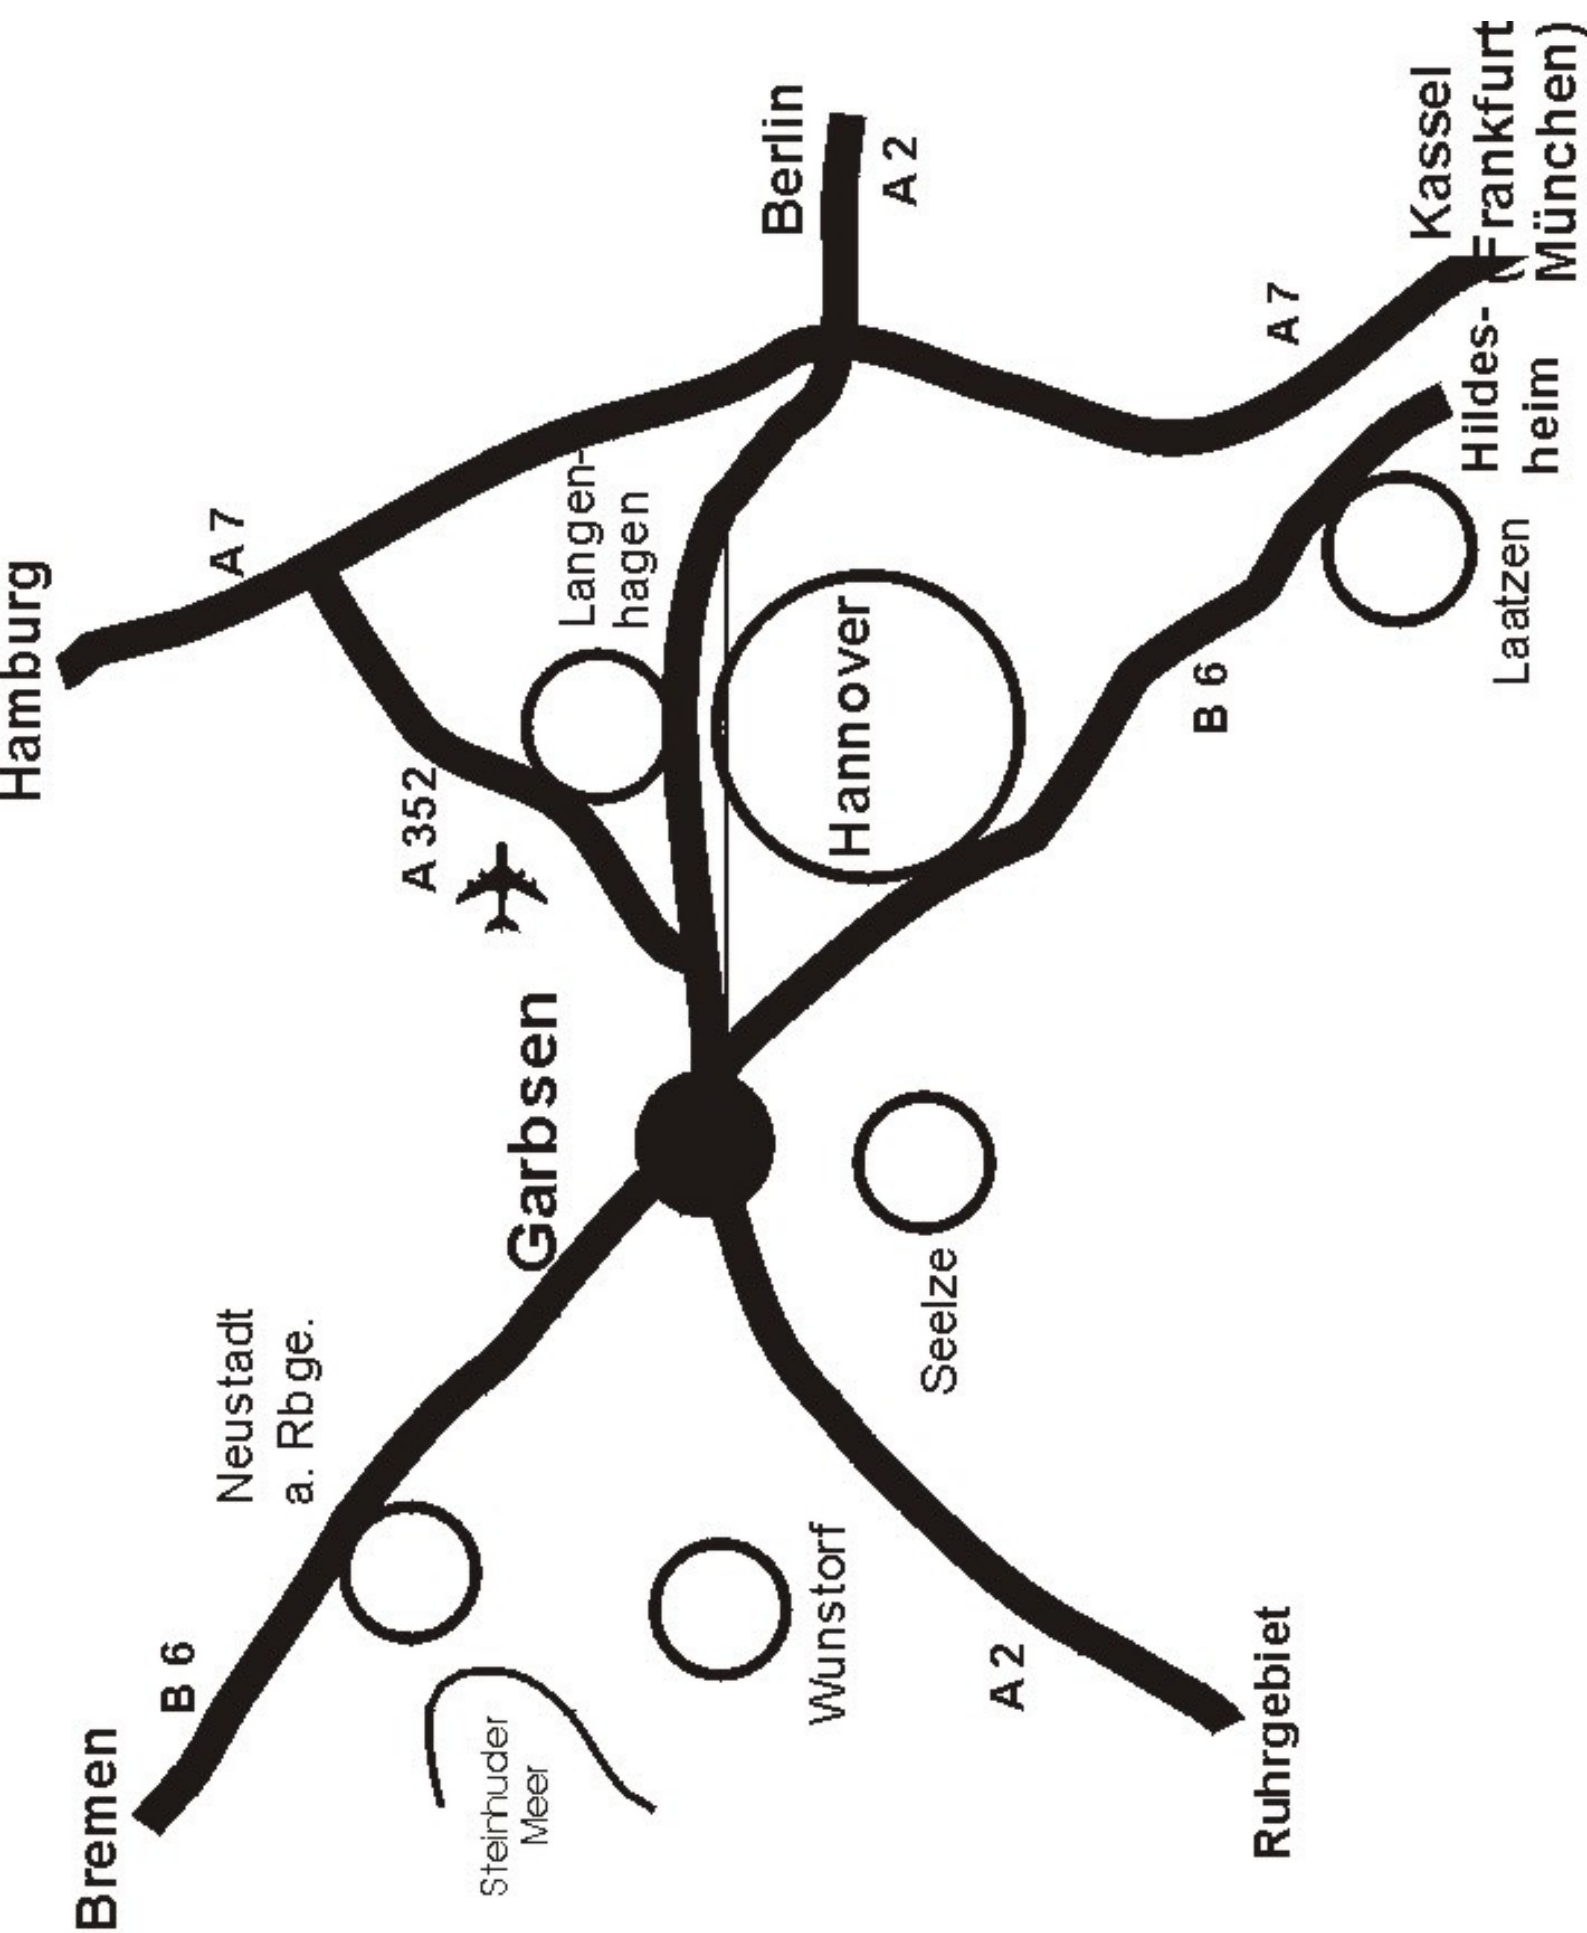 Hamburg
Bremen
B 6
A 7
Neustadt
a. Rbge.
A 352
Steinhuder
Meer
Garbsen
Langen-
hagen
Berlin
A 2
Wunstorf
Hannover
Seelze
A 2
B 6
Ruhrgebiet
A 7
Kassel
(Frankfurt
München)
Hildes-
heim
Laatzen